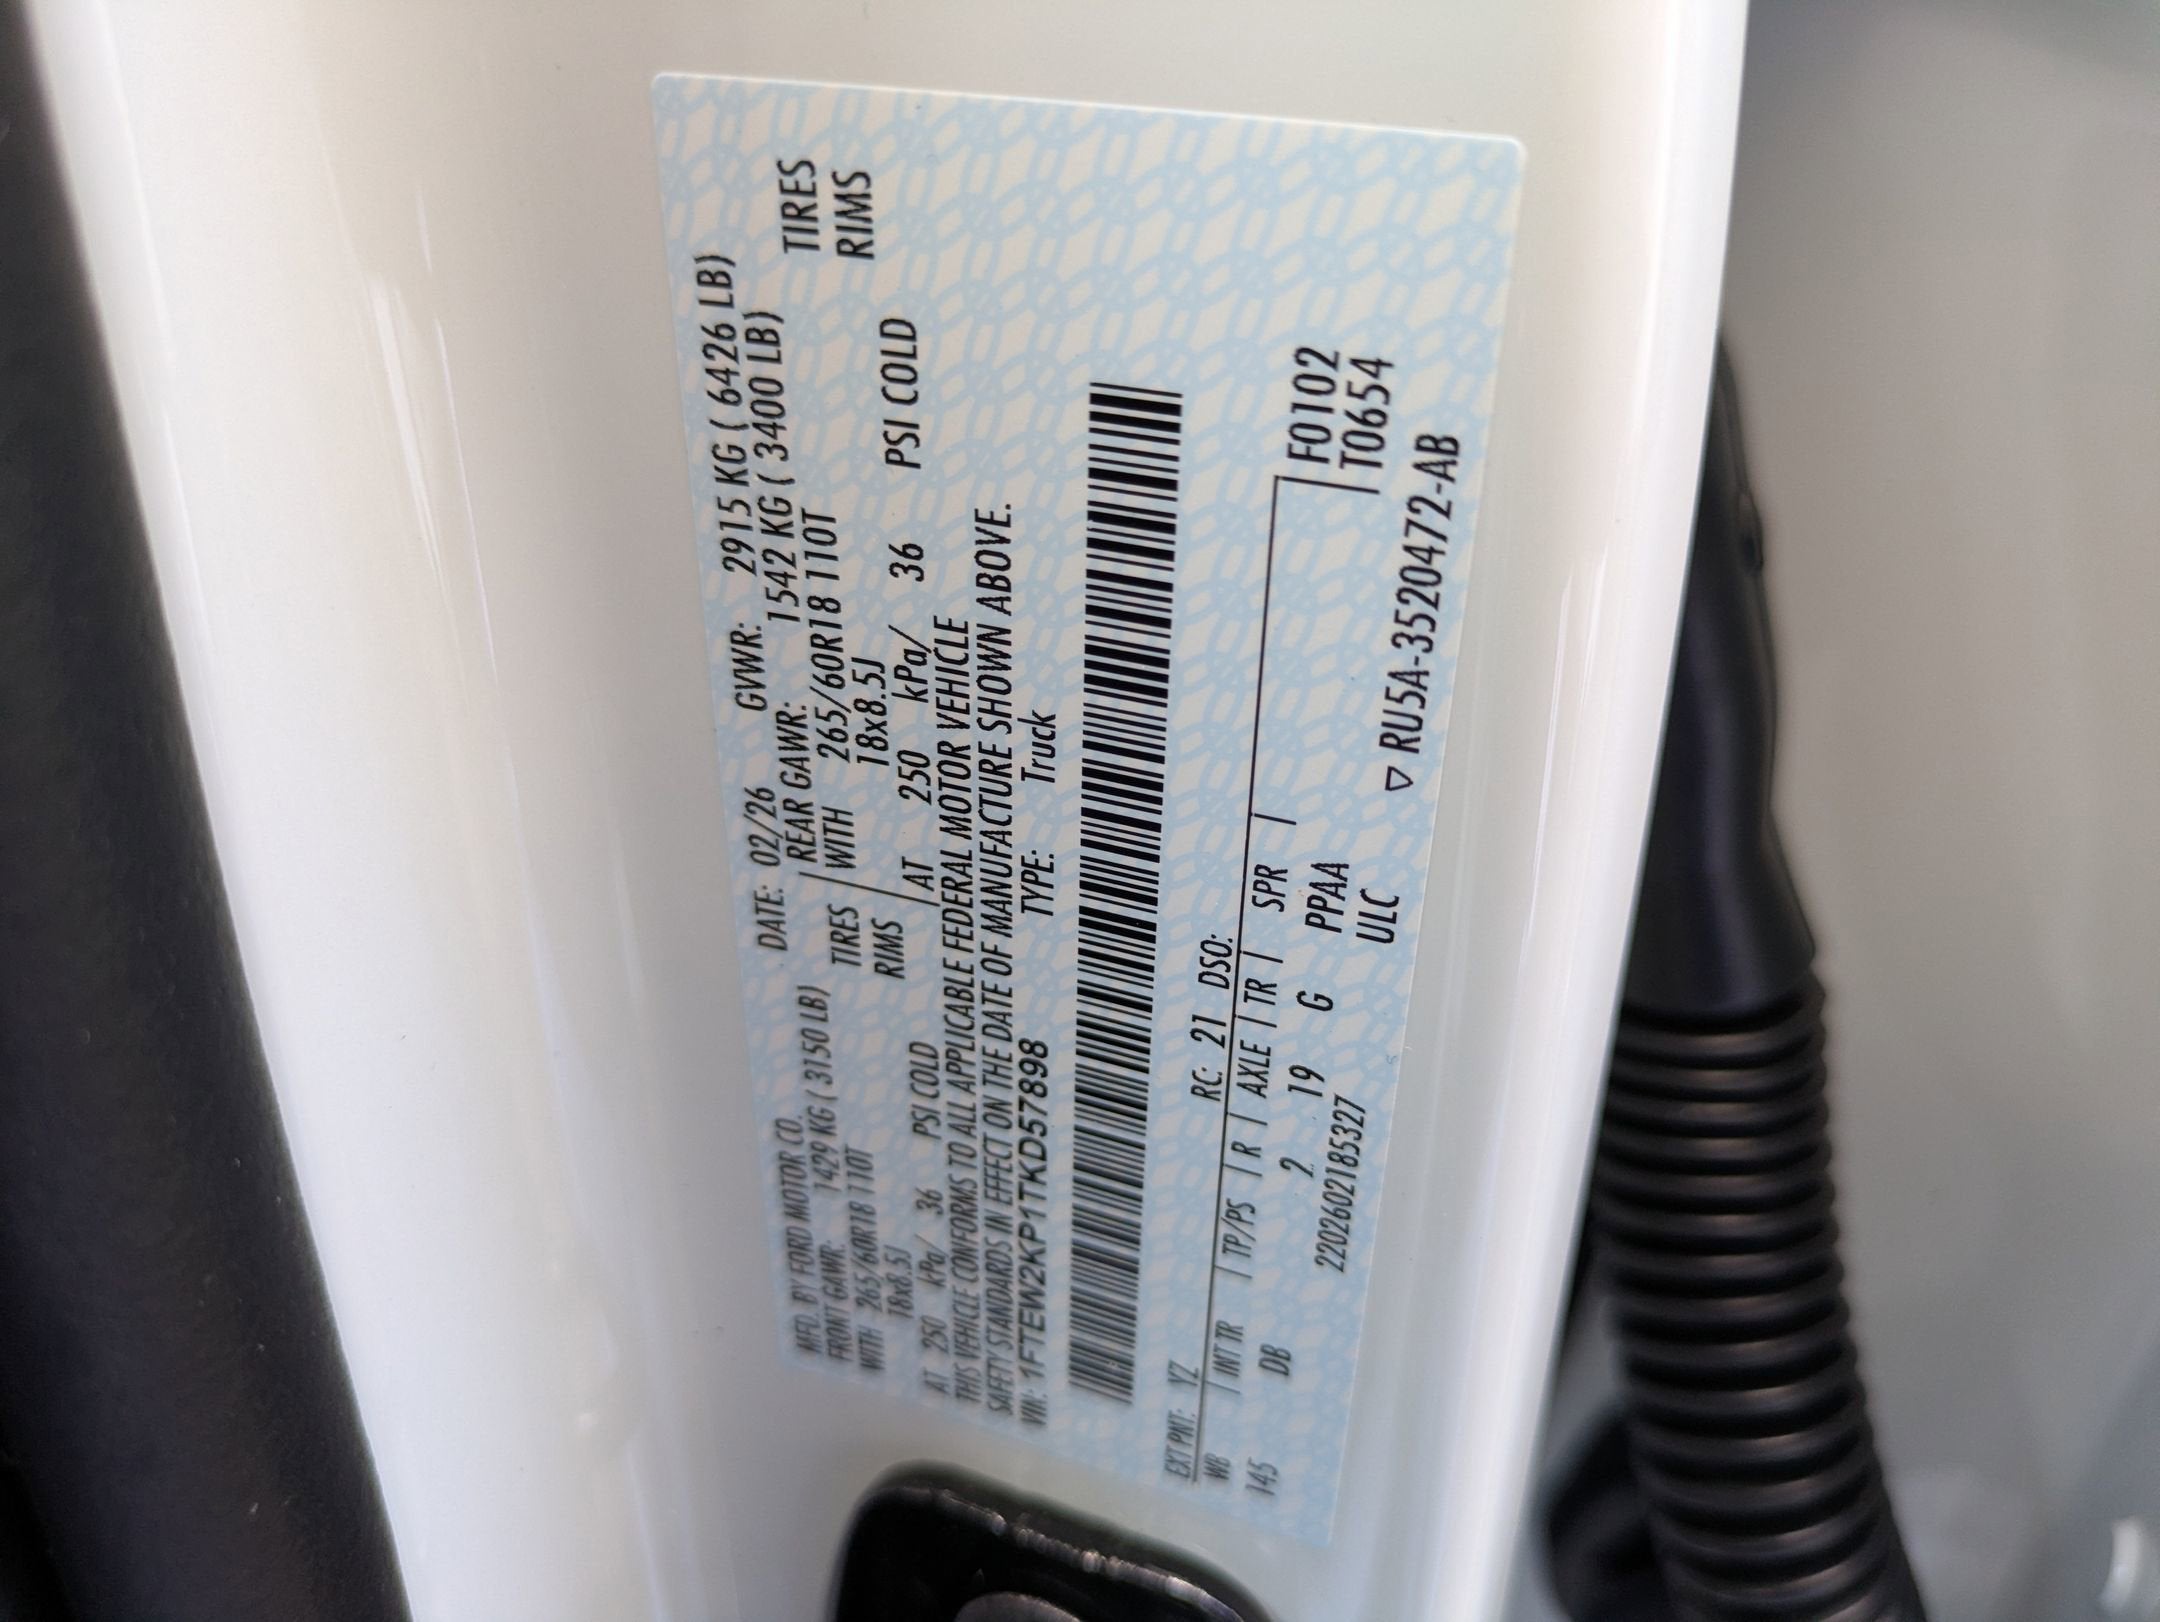 MFD. BY FORD MOTOR CO. DATE: 02/26 GVWR: 2915 KG ( 6426 LB)
FRONT GAWR: 1429 KG ( 3150 LB) REAR GAWR: 1542 KG ( 3400 LB)
WITH 265/60R18 110T TIRES WITH 265/60R18 110T TIRES
18x8.5J RIMS 18x8.5J RIMS
AT 250 kPa/ 36 PSI COLD AT 250 kPa/ 36 PSI COLD
THIS VEHICLE CONFORMS TO ALL APPLICABLE FEDERAL MOTOR VEHICLE
SAFETY STANDARDS IN EFFECT ON THE DATE OF MANUFACTURE SHOWN ABOVE.
VIN: 1FTEW2KP1TKD57898 TYPE: Truck
EXT PNT: YZ RC: 21 DSO:
WB | INT TR | TP/PS | R | AXLE | TR | SPR | F0102
145 DB 2 19 G PPAA T0654
2202602185327 ULC
▽ RU5A-3520472-AB